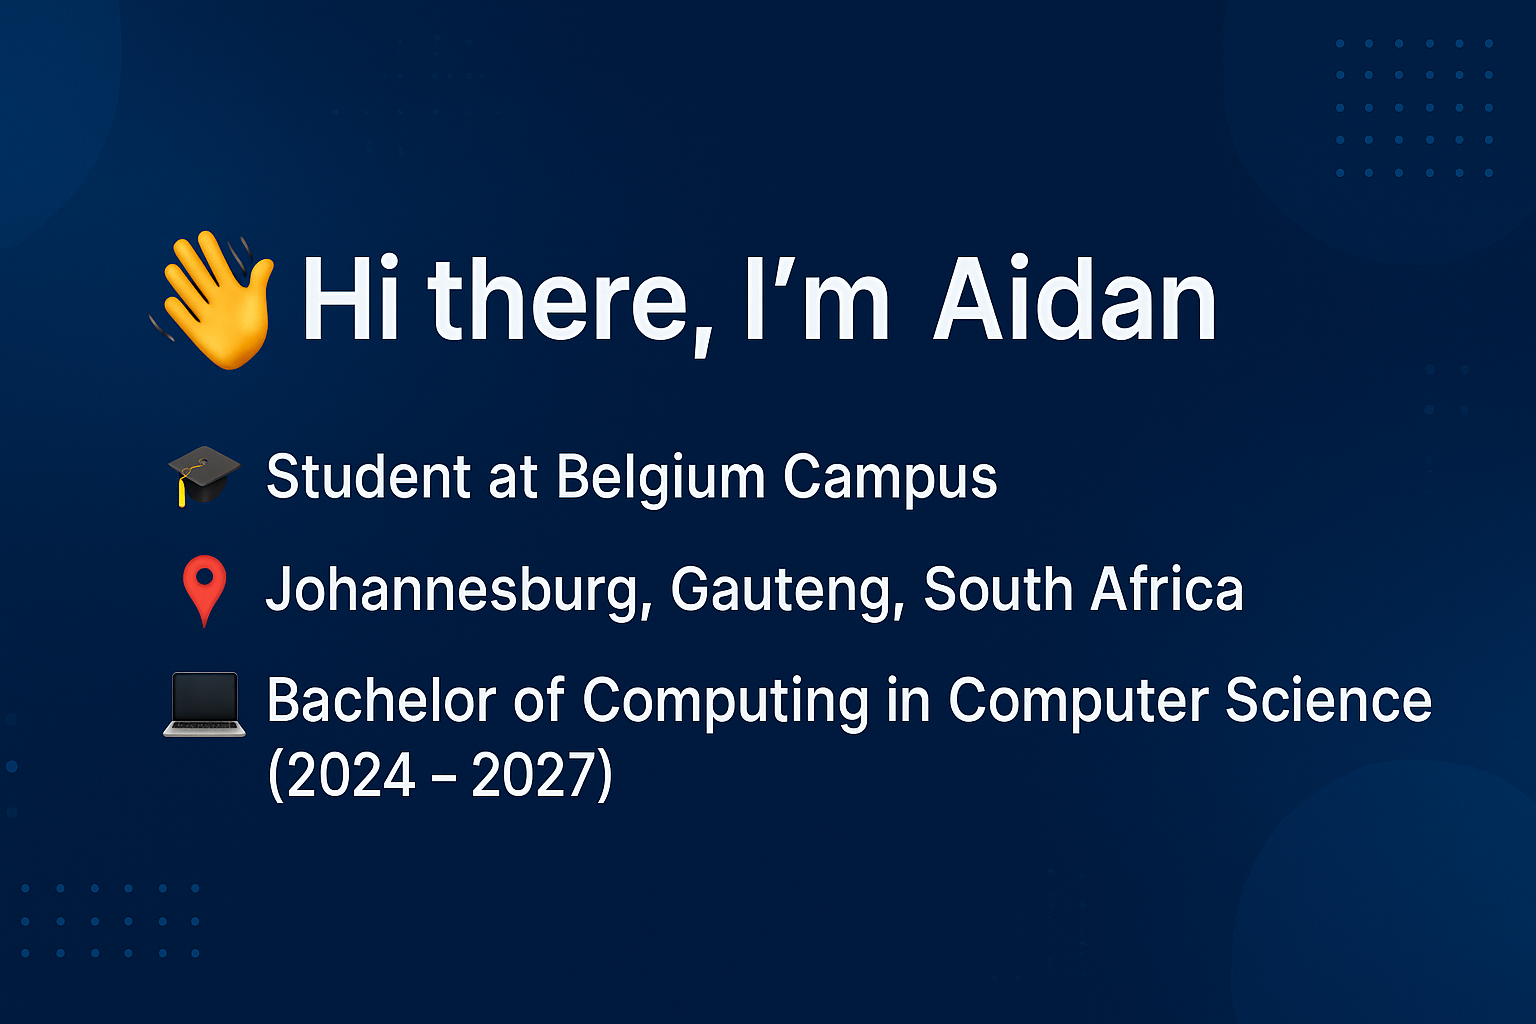 Hi there, I’m Aidan
Student at Belgium Campus
Johannesburg, Gauteng, South Africa
Bachelor of Computing in Computer Science
(2024 – 2027)